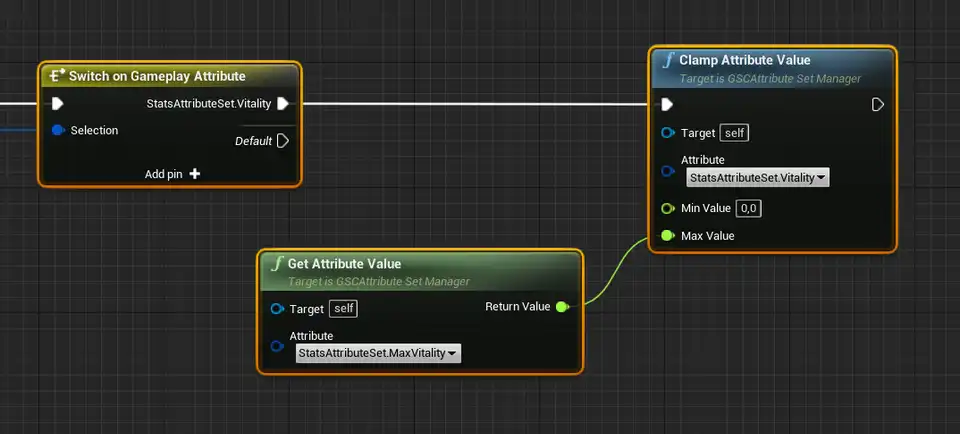 Switch on Gameplay Attribute
StatsAttributeSet.Vitality
Selection
Default
Add pin +
Clamp Attribute Value
Target is GSCAttribute Set Manager
Target self
Attribute
StatsAttributeSet.Vitality
Min Value 0,0
Max Value
Get Attribute Value
Target is GSCAttribute Set Manager
Target self Return Value
Attribute
StatsAttributeSet.MaxVitality